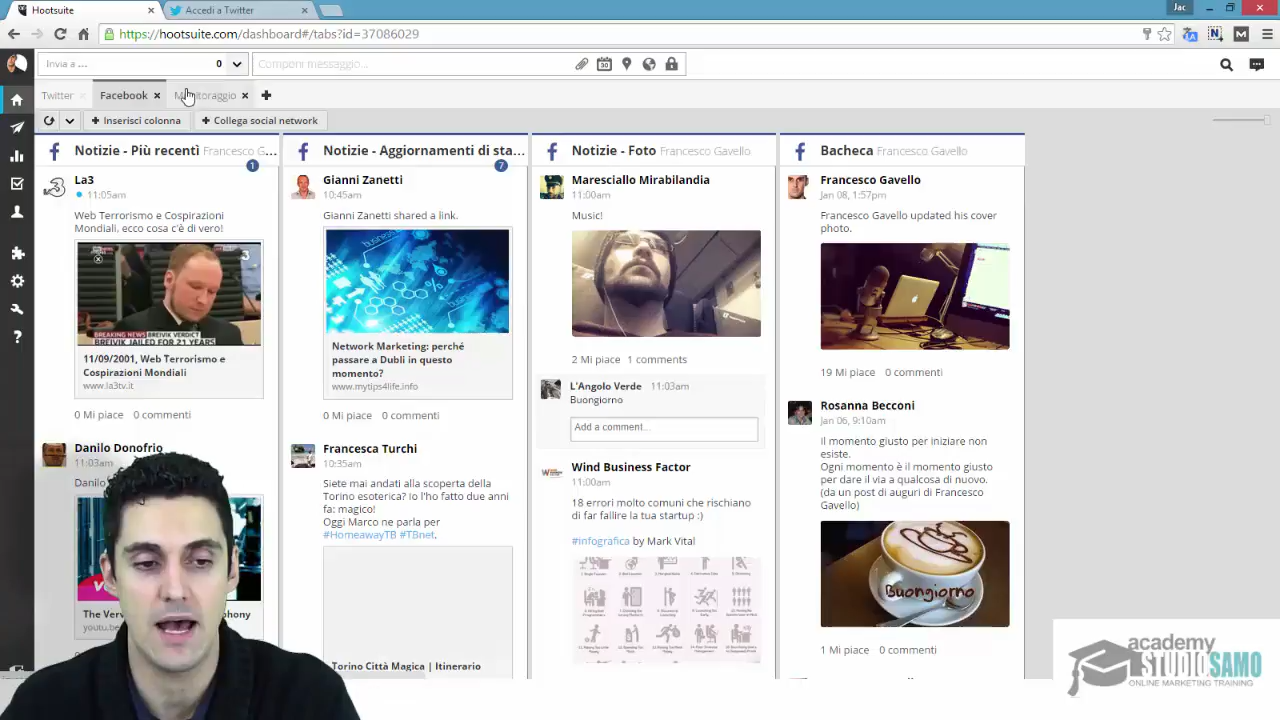 Hootsuite
Accedi a Twitter
Jac
https://hootsuite.com/dashboard#/tabs?id=37086029
Invia a ...
0
Componi messaggio...
Twitter
Facebook
Inserisci colonna
Collega social network
Notizie - Più recenti Francesco G...
1
La3
11:05am
Web Terrorismo e Cospirazioni
Mondiali, ecco cosa c'è di vero!
BREAKING NEWS BREIVIK VERDICT
BREIVIK JAILED FOR 21 YEARS
11/09/2001, Web Terrorismo e
Cospirazioni Mondiali
www.la3tv.it
0 Mi piace 0 commenti
Danilo Donofrio
11:03am
The Verv
youtu.be
Notizie - Aggiornamenti di sta...
7
Gianni Zanetti
10:45am
Gianni Zanetti shared a link.
business
Network Marketing: perché
passare a Dubli in questo
momento?
www.mytips4life.info
0 Mi piace 0 commenti
Francesca Turchi
10:35am
Siete mai andati alla scoperta della
Torino esoterica? Io l'ho fatto due anni
fa: magico!
Oggi Marco ne parla per
#HomeawayTB #TBnet.
Torino Città Magica | Itinerario
Notizie - Foto Francesco Gavello
Maresciallo Mirabilandia
11:00am
Music!
2 Mi piace 1 comments
L'Angolo Verde 11:03am
Buongiorno
Add a comment...
Wind Business Factor
11:00am
18 errori molto comuni che rischiano
di far fallire la tua startup :)
#infografica by Mark Vital
Bacheca Francesco Gavello
Francesco Gavello
Jan 08, 1:57pm
Francesco Gavello updated his cover
photo.
19 Mi piace 0 commenti
Rosanna Becconi
Jan 06, 9:10am
Il momento giusto per iniziare non
esiste.
Ogni momento è il momento giusto
per dare il via a qualcosa di nuovo.
(da un post di auguri di Francesco
Gavello)
Buongiorno
1 Mi piace 0 commenti
academy
STUDIOSAMO
ONLINE MARKETING TRAINING